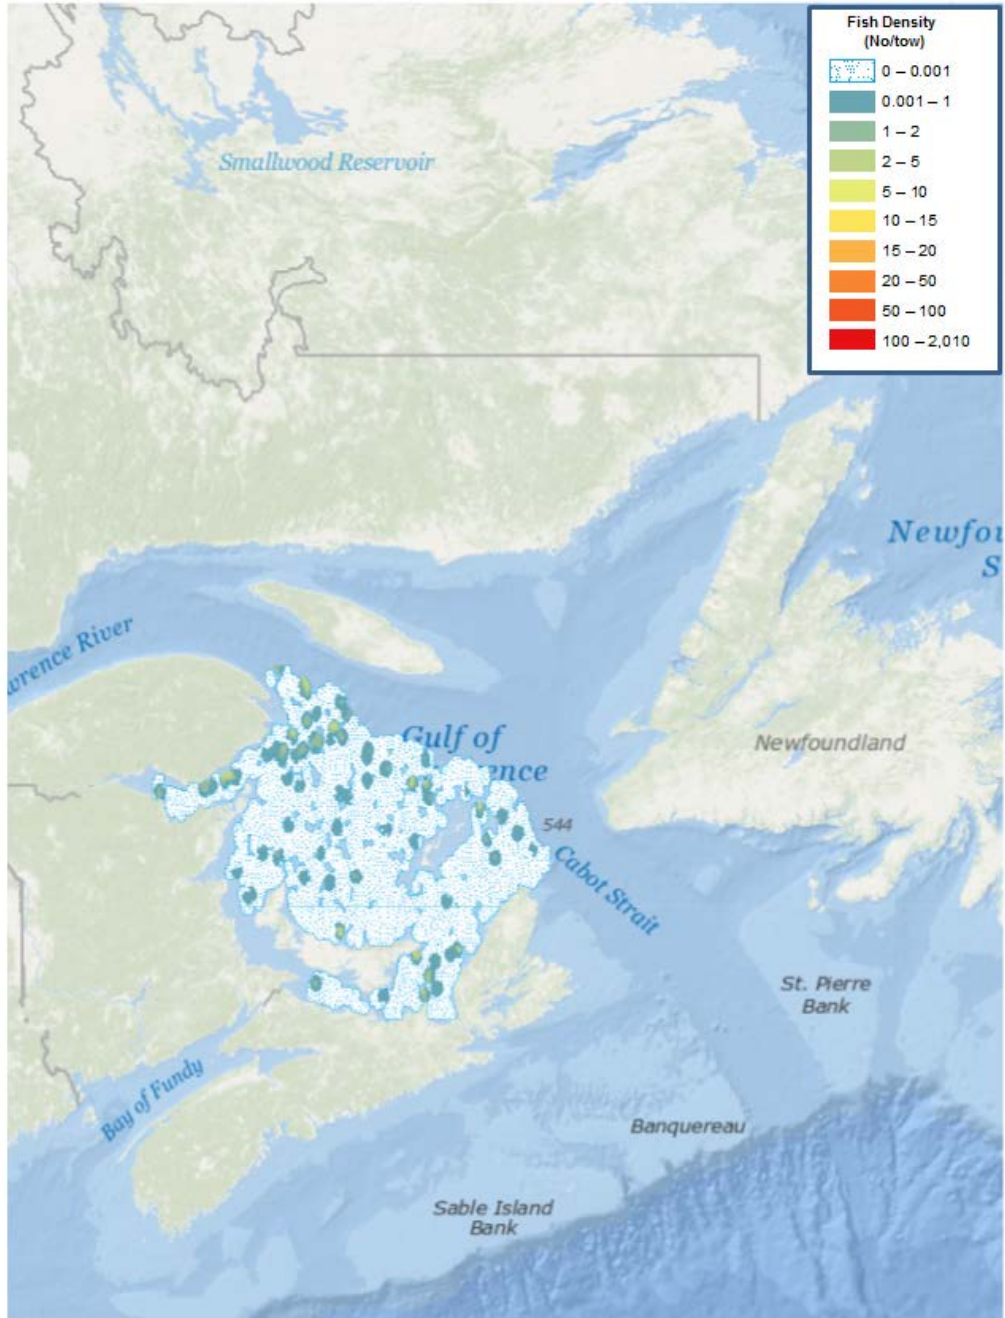 Fish Density
(No/tow)
0 – 0.001
0.001 – 1
1 – 2
2 – 5
5 – 10
10 – 15
15 – 20
20 – 50
50 – 100
100 – 2,010
Smallwood Reservoir
Newfou
S
wrence River
Gulf of
ence
Newfoundland
544
Cabot Strait
St. Pierre
Bank
Bay of Fundy
Banquereau
Sable Island
Bank